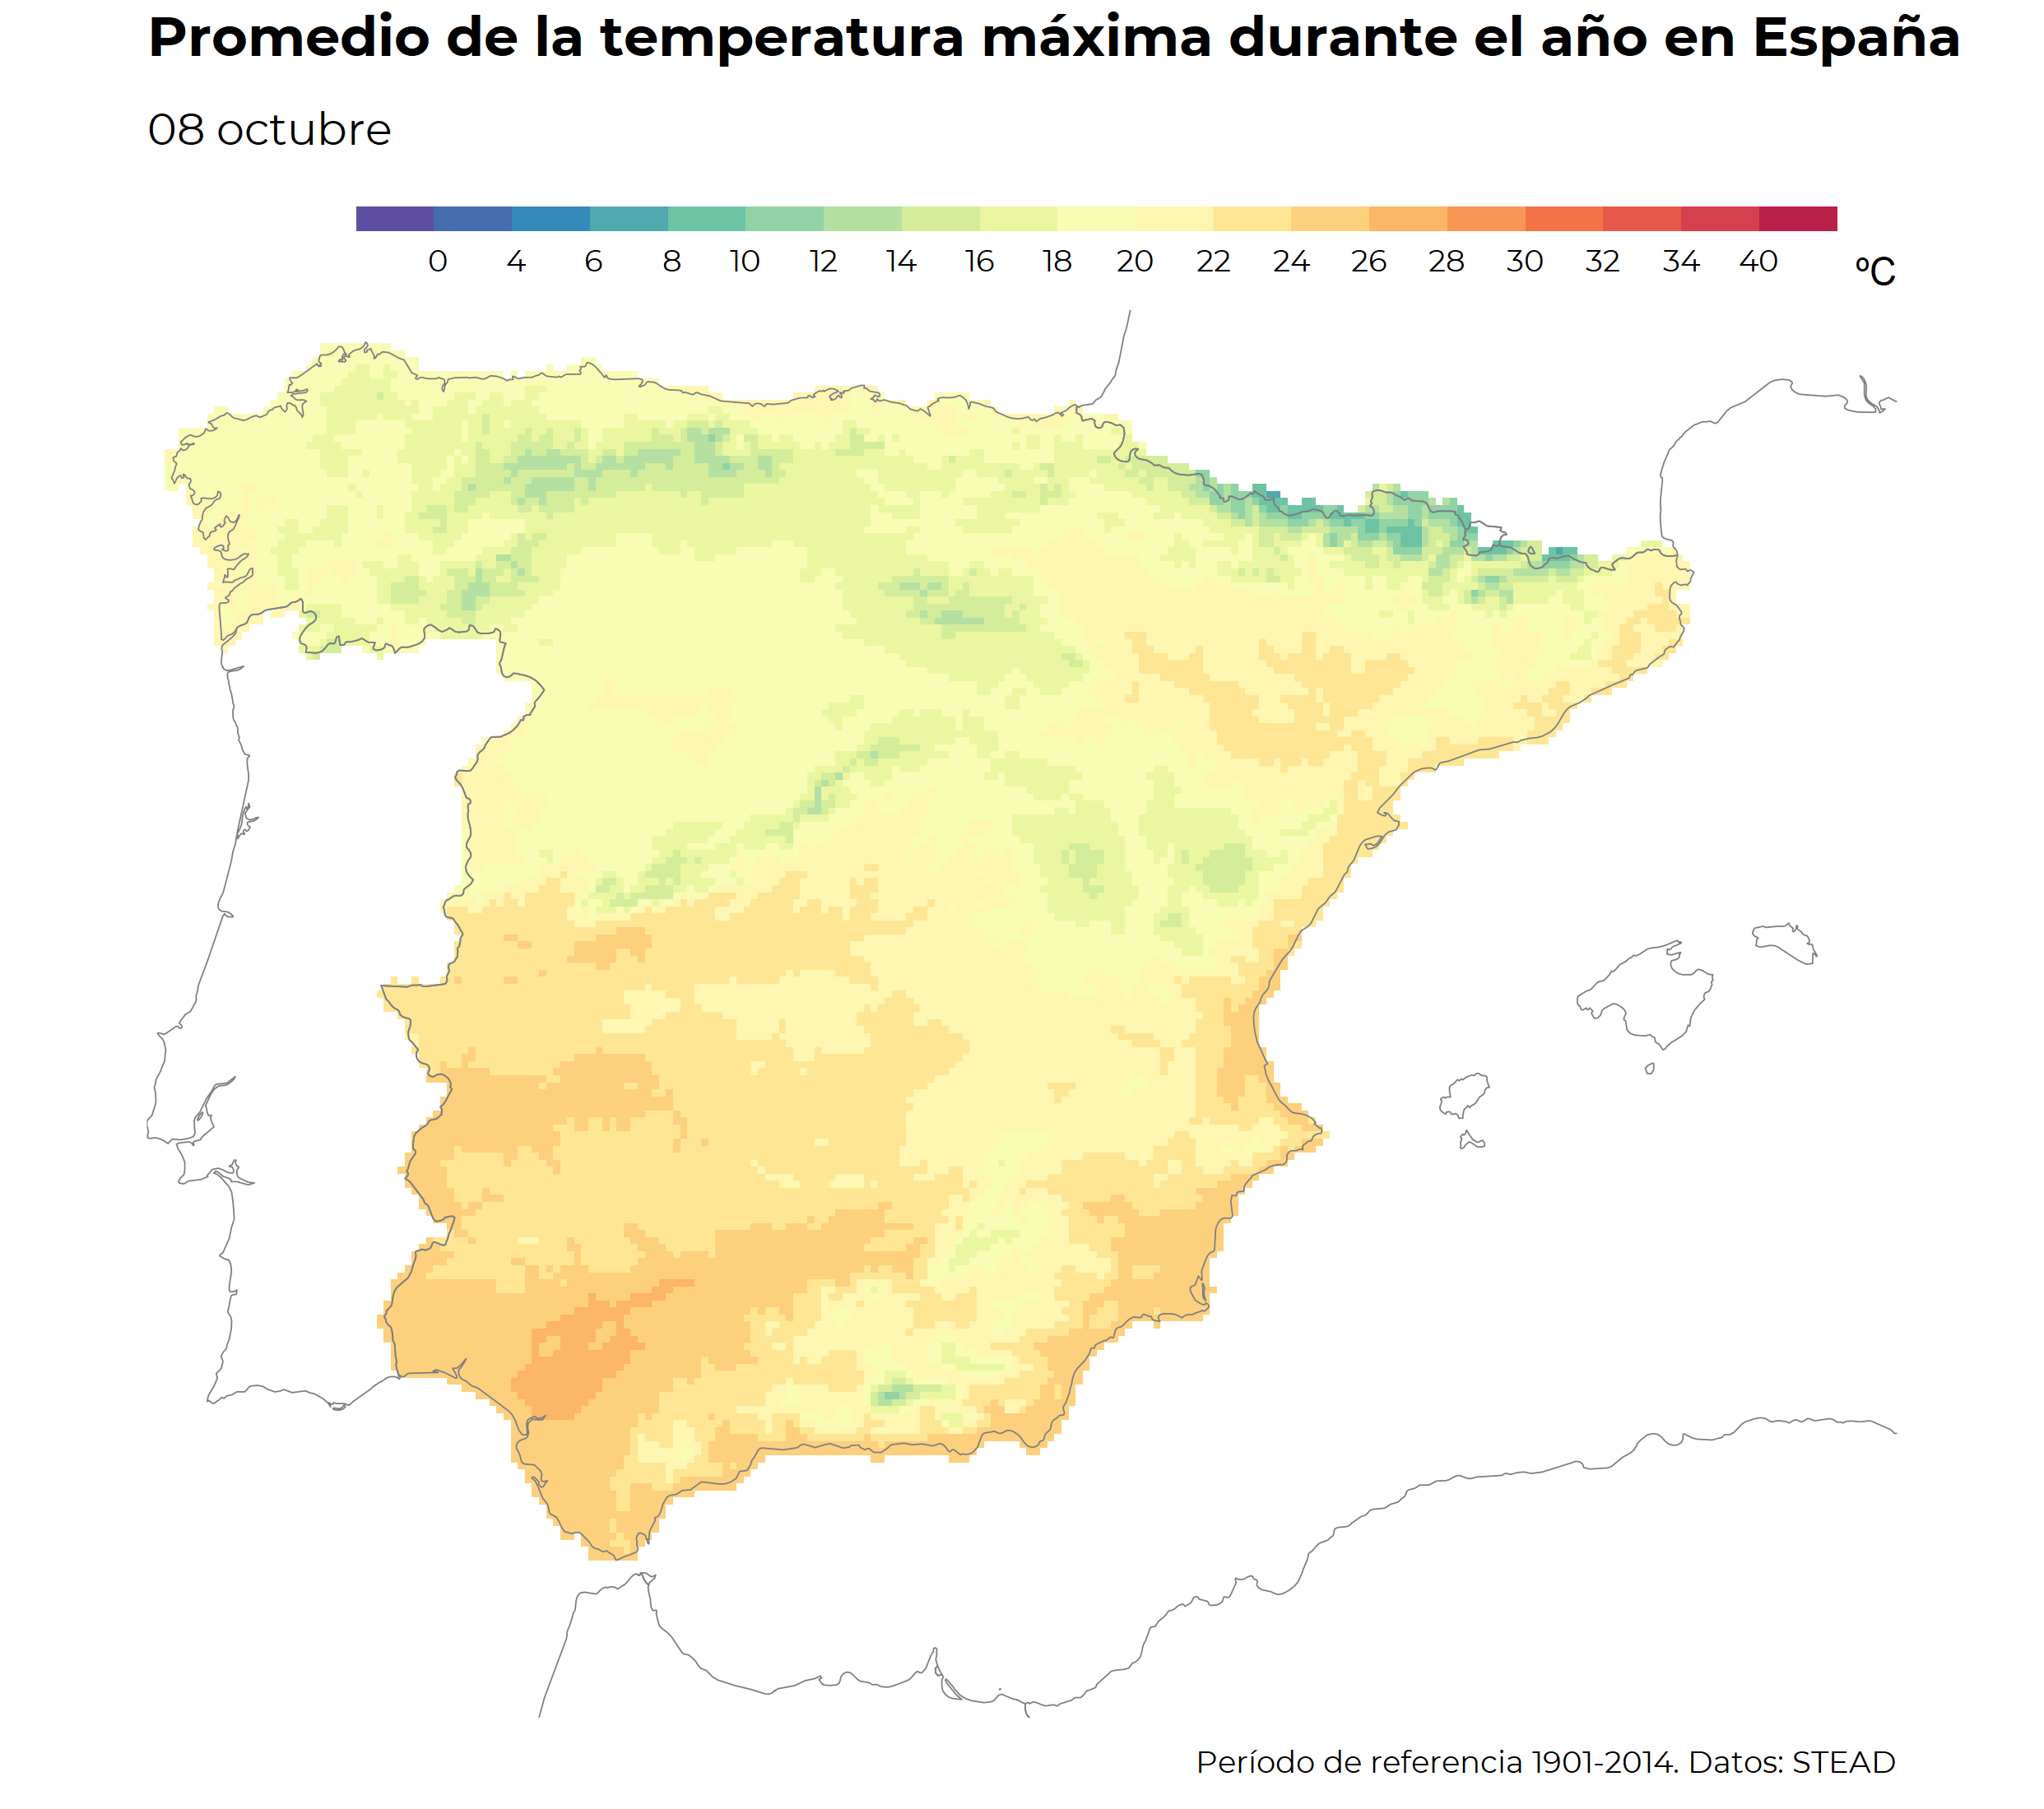 Promedio de la temperatura máxima durante el año en España
08 octubre
0 4 6 8 10 12 14 16 18 20 22 24 26 28 30 32 34 40 ºC
Período de referencia 1901-2014. Datos: STEAD